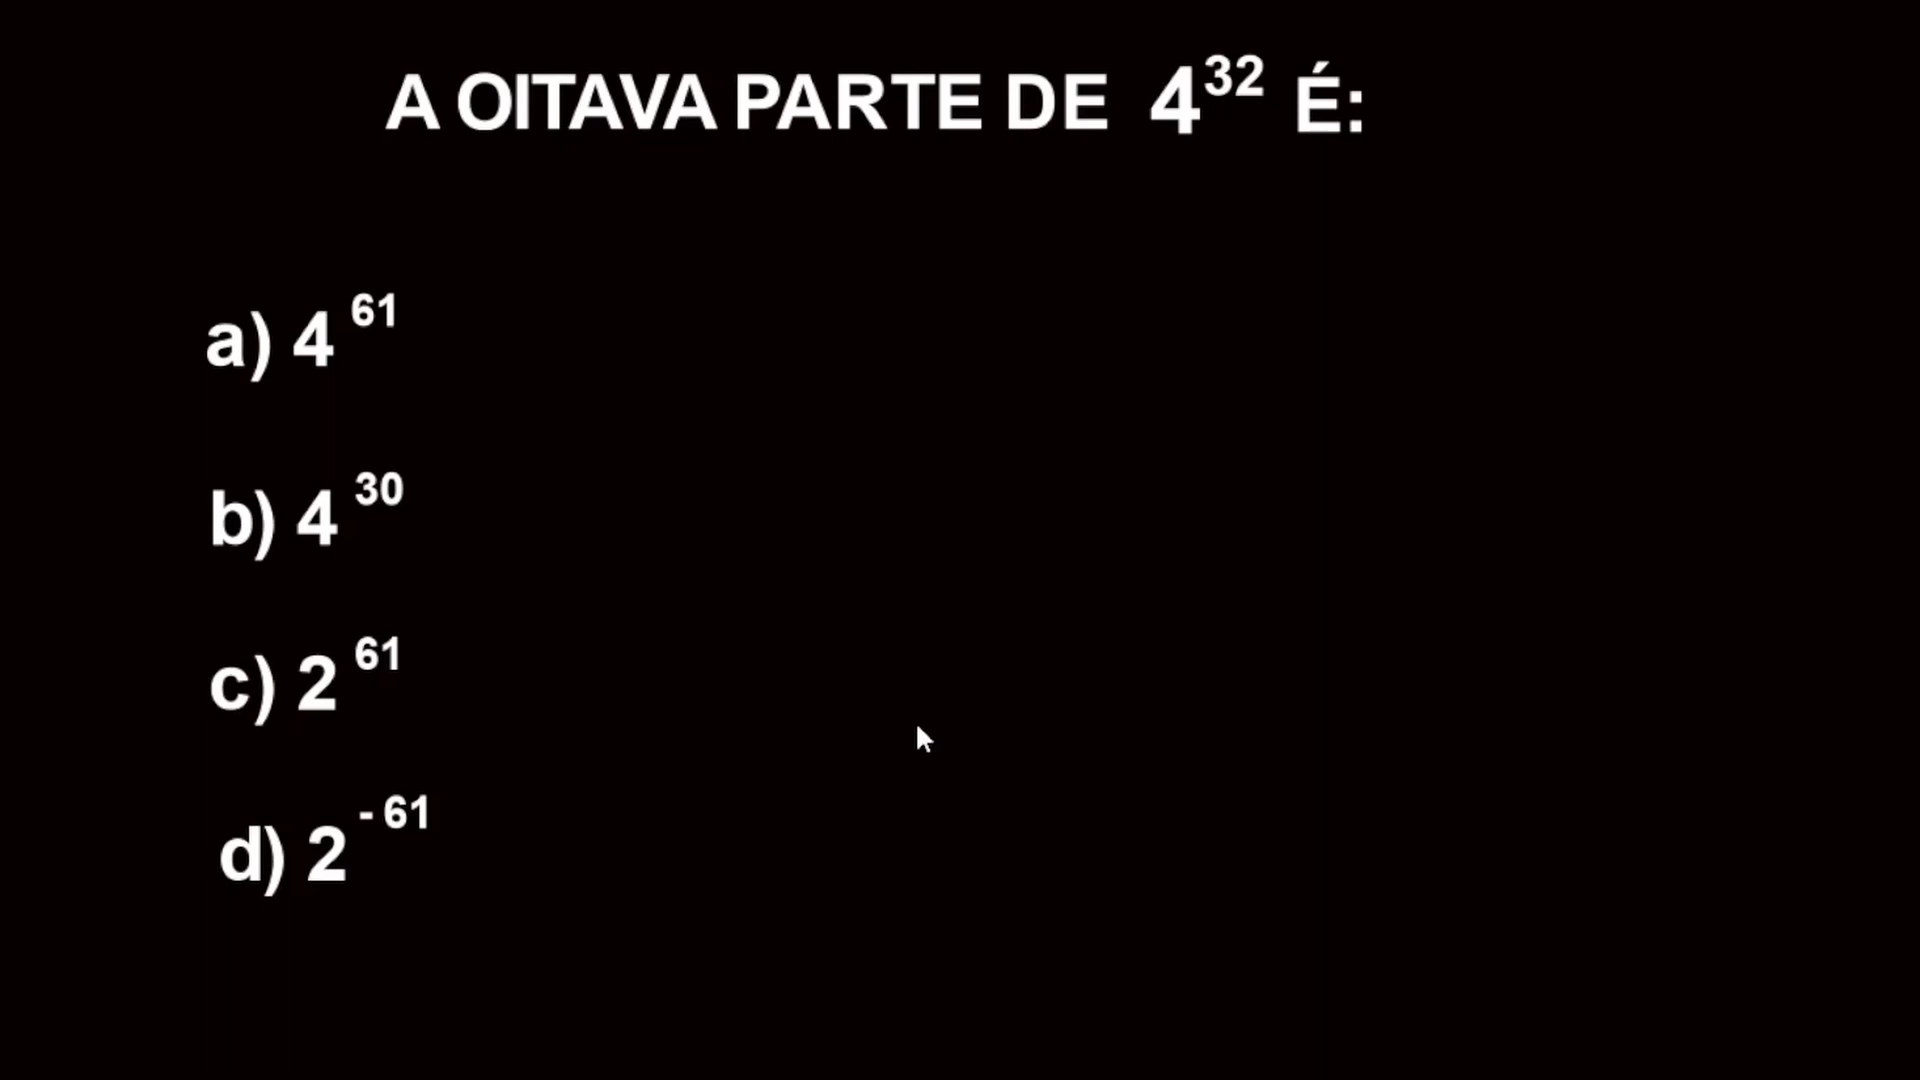 A OITAVA PARTE DE 4³² É:
a) 4⁶¹
b) 4³⁰
c) 2⁶¹
d) 2⁻⁶¹